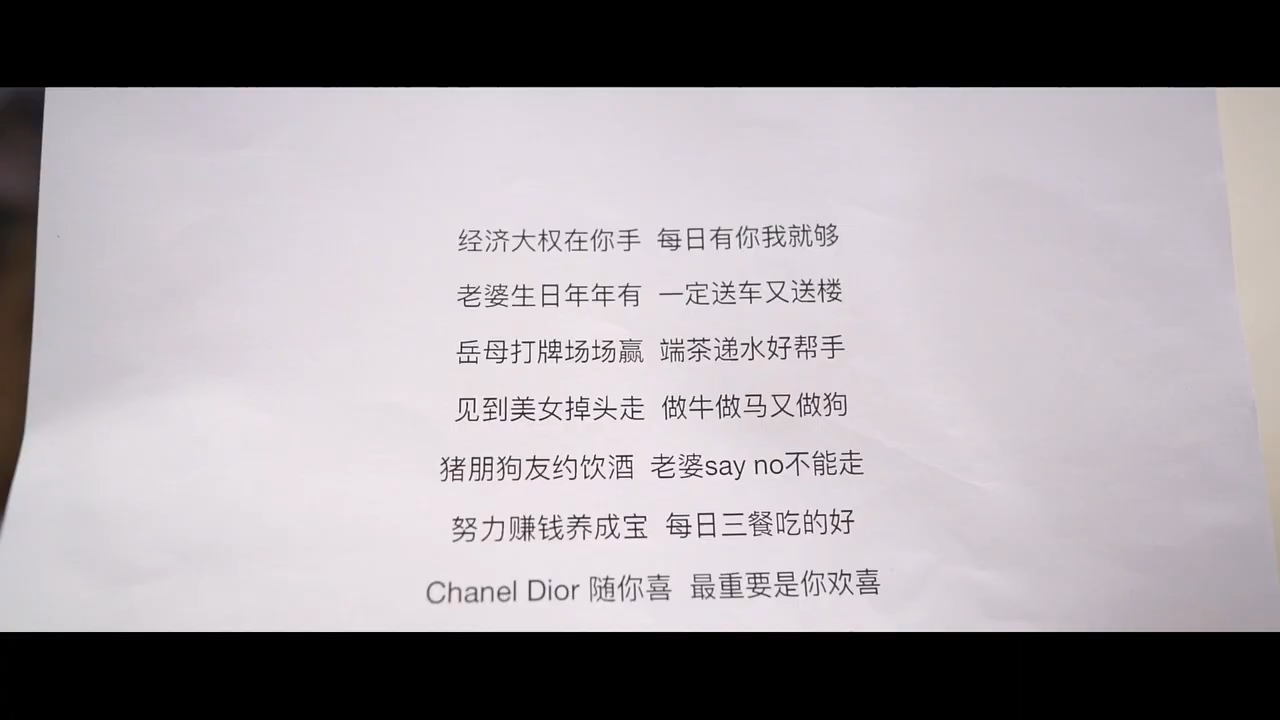 经济大权在你手 每日有你我就够
老婆生日年年有 一定送车又送楼
岳母打牌场场赢 端茶递水好帮手
见到美女掉头走 做牛做马又做狗
猪朋狗友约饮酒 老婆say no不能走
努力赚钱养成宝 每日三餐吃的好
Chanel Dior 随你喜 最重要是你欢喜